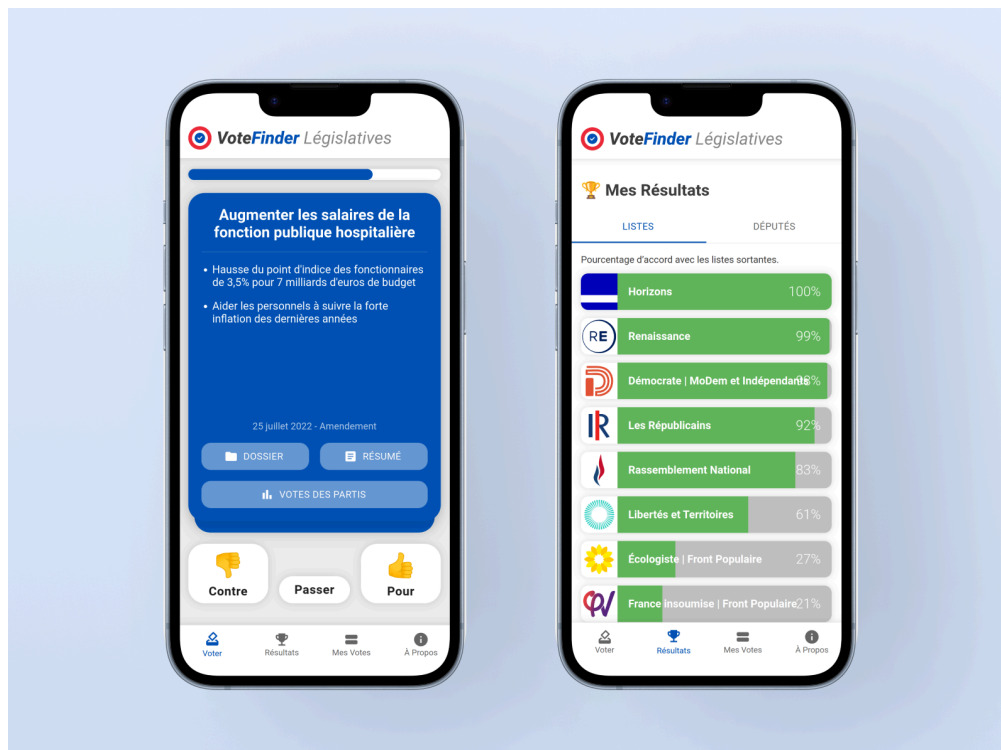 VoteFinder Législatives
Augmenter les salaires de la
fonction publique hospitalière
• Hausse du point d'indice des fonctionnaires
de 3,5% pour 7 milliards d'euros de budget
• Aider les personnels à suivre la forte
inflation des dernières années
25 juillet 2022 - Amendement
DOSSIER
RÉSUMÉ
VOTES DES PARTIS
Contre
Passer
Pour
Voter
Résultats
Mes Votes
À Propos
VoteFinder Législatives
Mes Résultats
LISTES
DÉPUTÉS
Pourcentage d'accord avec les listes sortantes.
Horizons 100%
RE Renaissance 99%
Démocrate | MoDem et Indépendants 98%
R Les Républicains 92%
Rassemblement National 83%
Libertés et Territoires 61%
Écologiste | Front Populaire 27%
France insoumise | Front Populaire 21%
Voter
Résultats
Mes Votes
À Propos